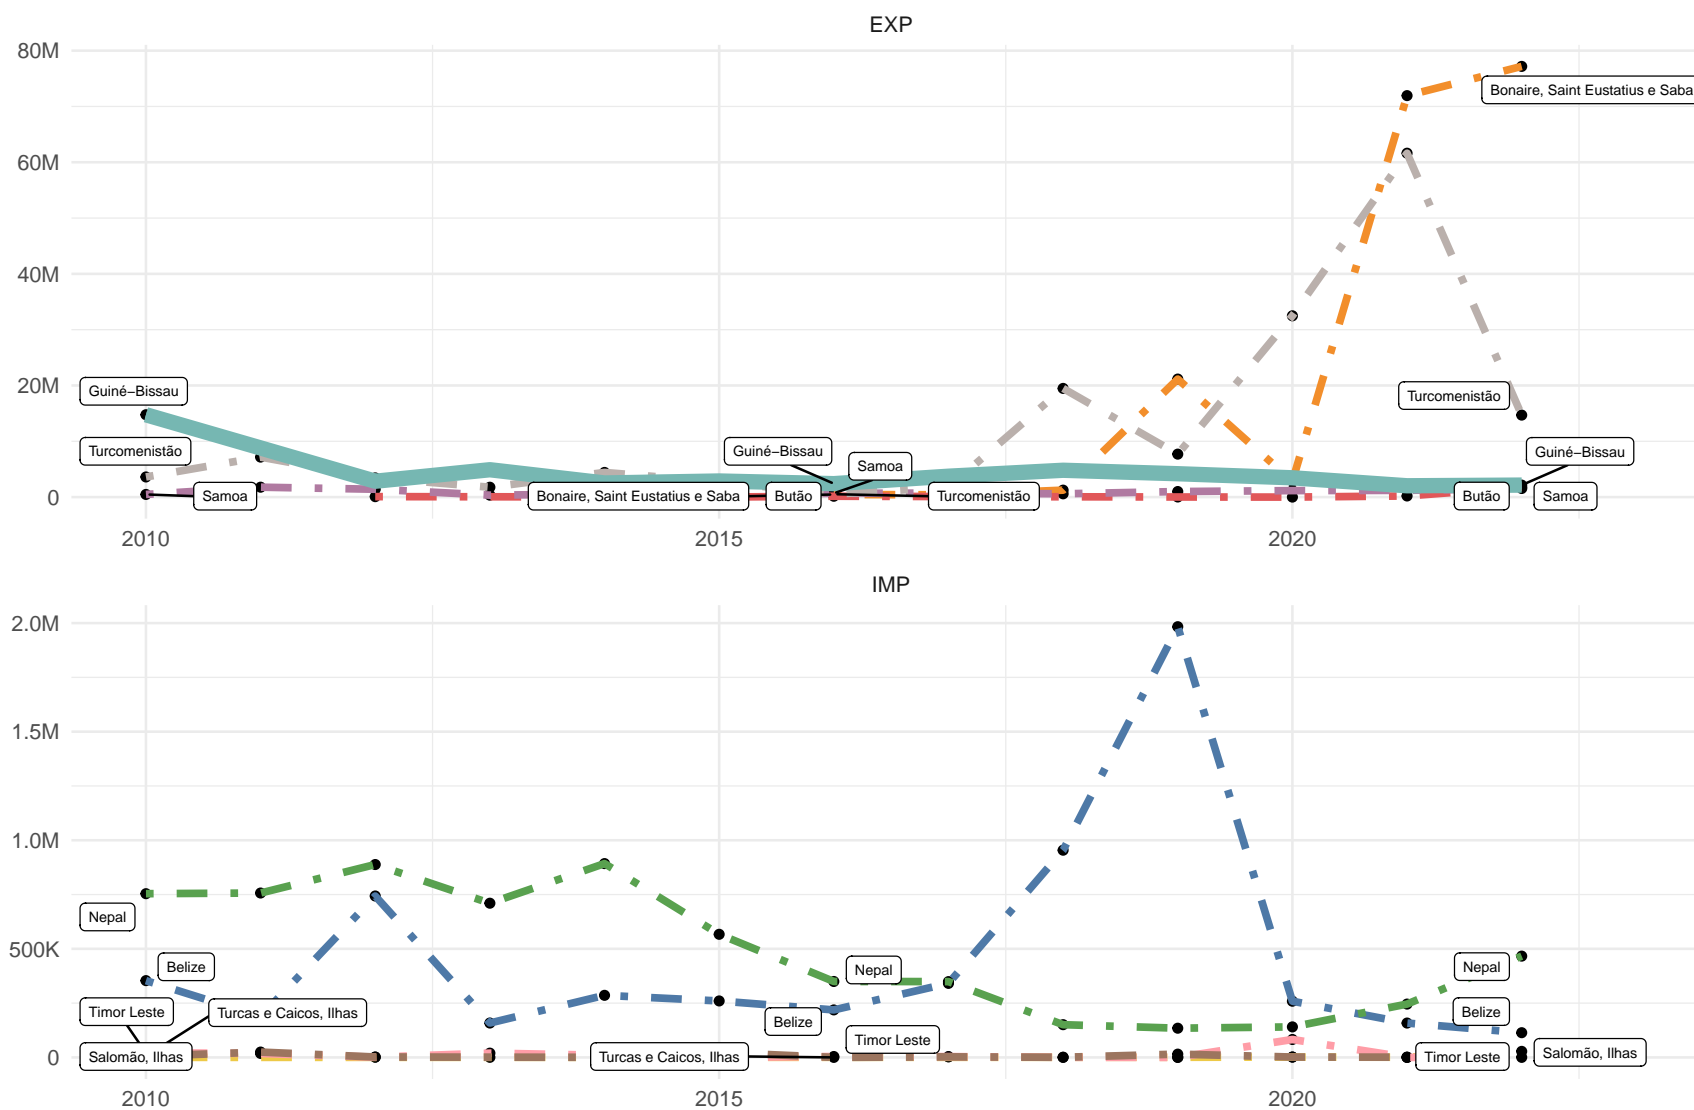 EXP
80M
60M
40M
20M
0
Bonaire, Saint Eustatius e Saba
Guiné−Bissau
Turcomenistão
Samoa
Bonaire, Saint Eustatius e Saba
Guiné−Bissau
Samoa
Butão
Turcomenistão
Turcomenistão
Guiné−Bissau
Butão
Samoa
2010
2015
2020
IMP
2.0M
1.5M
1.0M
500K
0
Nepal
Belize
Timor Leste
Turcas e Caicos, Ilhas
Salomão, Ilhas
Nepal
Belize
Timor Leste
Turcas e Caicos, Ilhas
Nepal
Belize
Timor Leste
Salomão, Ilhas
2010
2015
2020